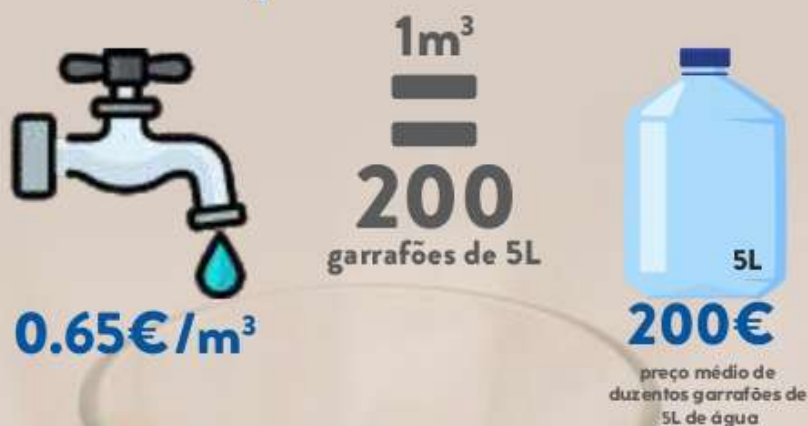 1m³
200
garrafões de 5L
0.65€/m³
5L
200€
preço médio de
duzentos garrafões de
5L de água